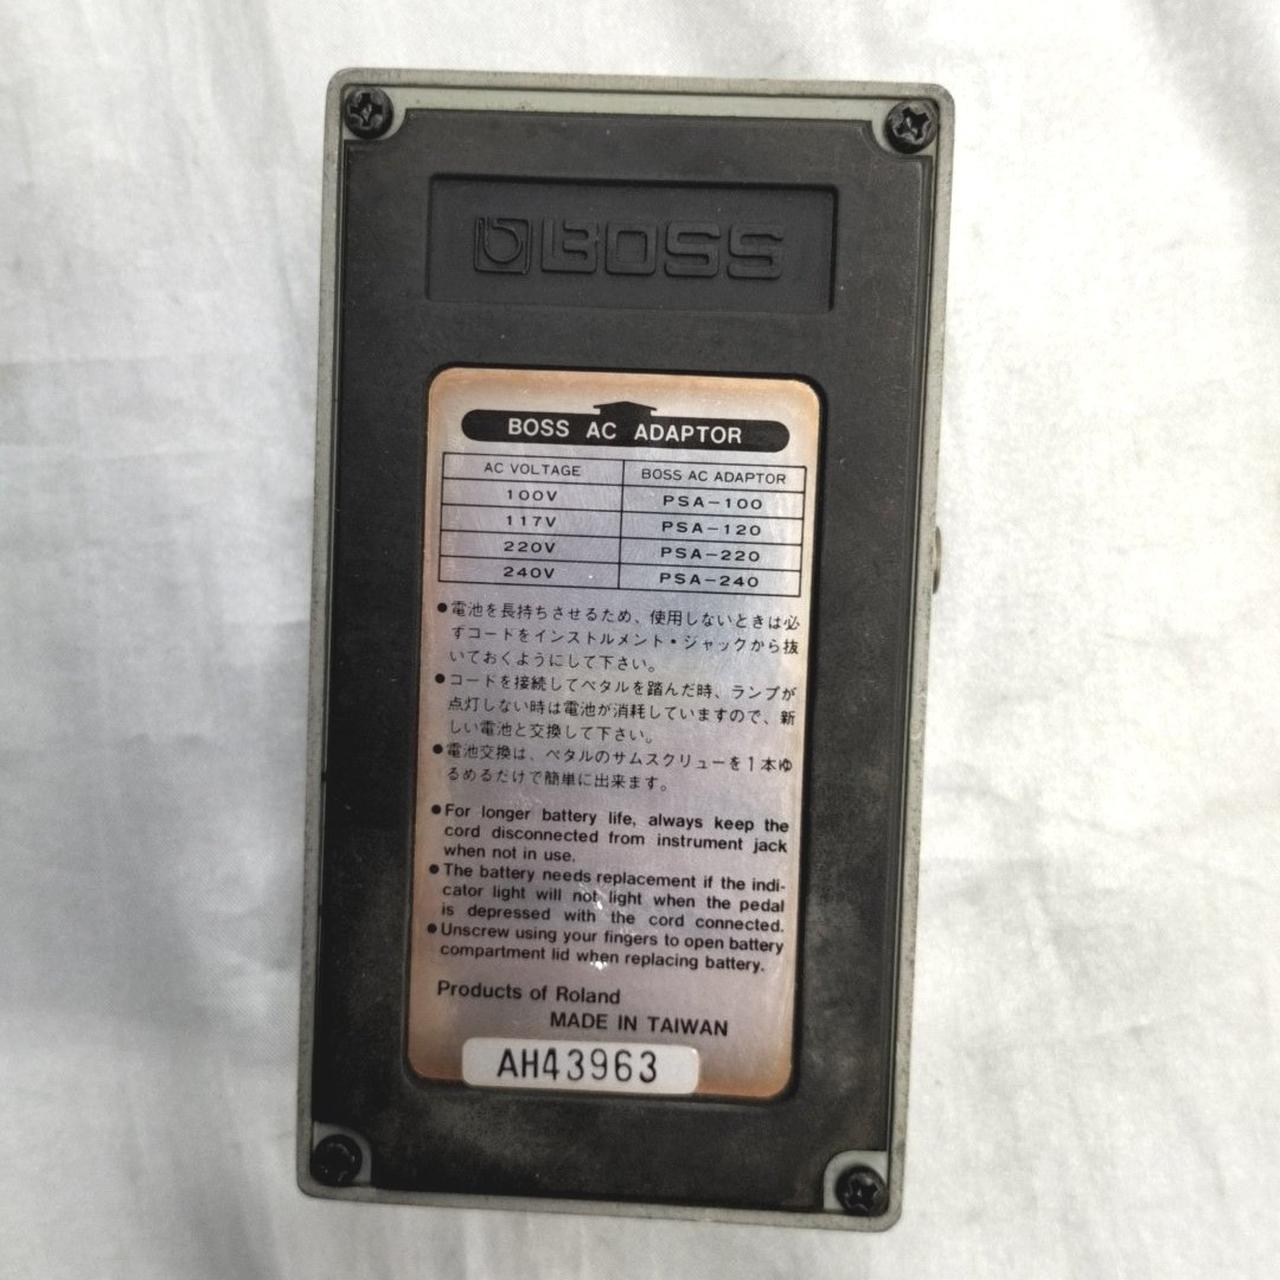 BOSS
BOSS AC ADAPTOR
AC VOLTAGE BOSS AC ADAPTOR
100V PSA-100
117V PSA-120
220V PSA-220
240V PSA-240
●電池を長持ちさせるため、使用しないときは必
ずコードをインストルメント・ジャックから抜
いておくようにして下さい。
●コードを接続してペタルを踏んだ時、ランプが
点灯しない時は電池が消耗していますので、新
しい電池と交換して下さい。
●電池交換は、ペタルのサムスクリューを1本ゆ
るめるだけで簡単に出来ます。
●For longer battery life, always keep the
cord disconnected from instrument jack
when not in use.
●The battery needs replacement if the indi-
cator light will not light when the pedal
is depressed with the cord connected.
●Unscrew using your fingers to open battery
compartment lid when replacing battery.
Products of Roland
MADE IN TAIWAN
AH43963